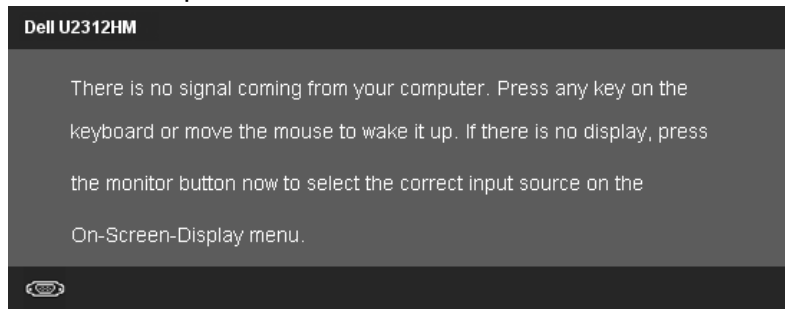 Dell U2312HM
There is no signal coming from your computer. Press any key on the
keyboard or move the mouse to wake it up. If there is no display, press
the monitor button now to select the correct input source on the
On-Screen-Display menu.